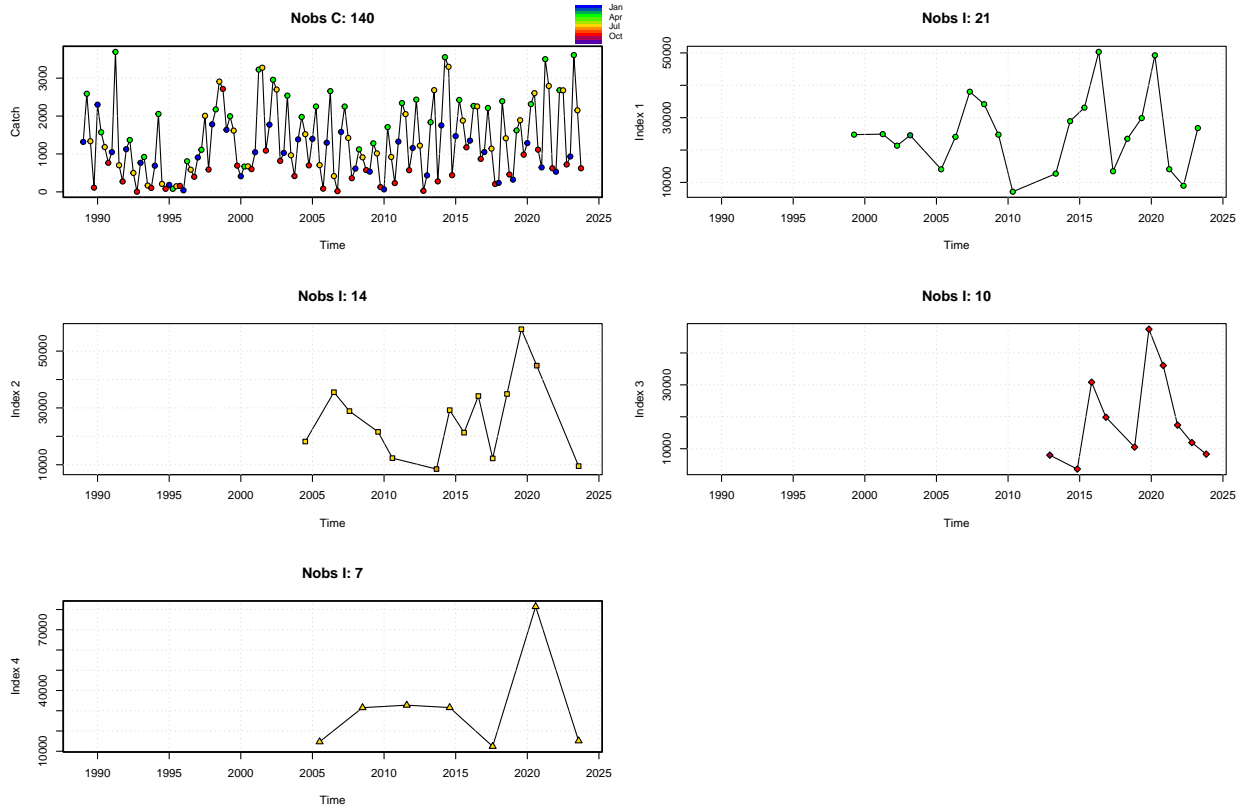 Nobs C: 140
Jan
Apr
Jul
Oct
Catch
0 1000 2000 3000
1990 1995 2000 2005 2010 2015 2020 2025
Time
Nobs I: 21
Index 1
10000 30000 50000
1990 1995 2000 2005 2010 2015 2020 2025
Time
Nobs I: 14
Index 2
10000 30000 50000
1990 1995 2000 2005 2010 2015 2020 2025
Time
Nobs I: 10
Index 3
10000 30000
1990 1995 2000 2005 2010 2015 2020 2025
Time
Nobs I: 7
Index 4
10000 40000 70000
1990 1995 2000 2005 2010 2015 2020 2025
Time